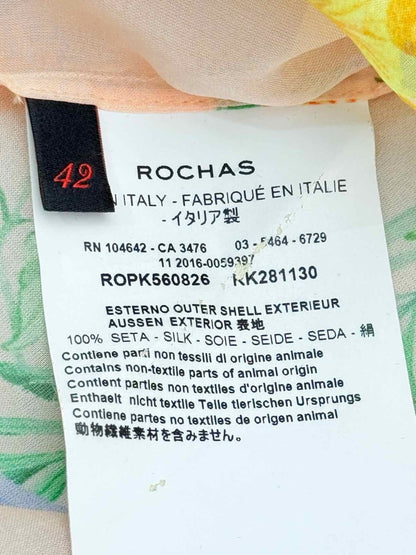 42
ROCHAS
N ITALY - FABRIQUÉ EN ITALIE
- イタリア製
RN 104642 - CA 3476 03 - 5464 - 6729
11 2016-0059397
ROPK560826 RK281130
ESTERNO OUTER SHELL EXTERIEUR
AUSSEN EXTERIOR 表地
100% SETA - SILK - SOIE - SEIDE - SEDA - 絹
Contiene parti non tessili di origine animale
Contains non-textile parts of animal origin
Contient parties non textiles d'origine animale
Enthaelt nicht textile Teile tierischen Ursprungs
Contiene partes no textiles de origen animal
動物繊維素材を含みません。